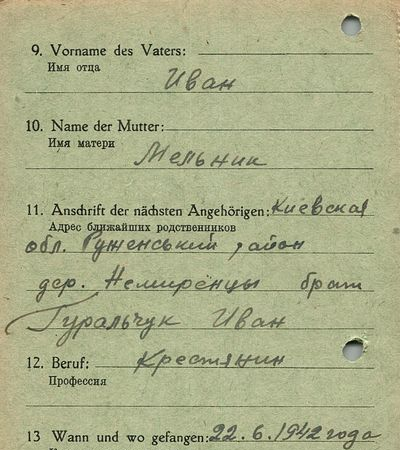 9. Vorname des Vaters:
Имя отца
Иван
10. Name der Mutter:
Имя матери
Мельник
11. Anschrift der nächsten Angehörigen: Киевская
Адрес ближайших родственников
обл. Руженський район
дер. Немиренцы брат
Гуральчук Иван
12. Beruf: Крестянин
Профессия
13 Wann und wo gefangen: 22.6.1942 года